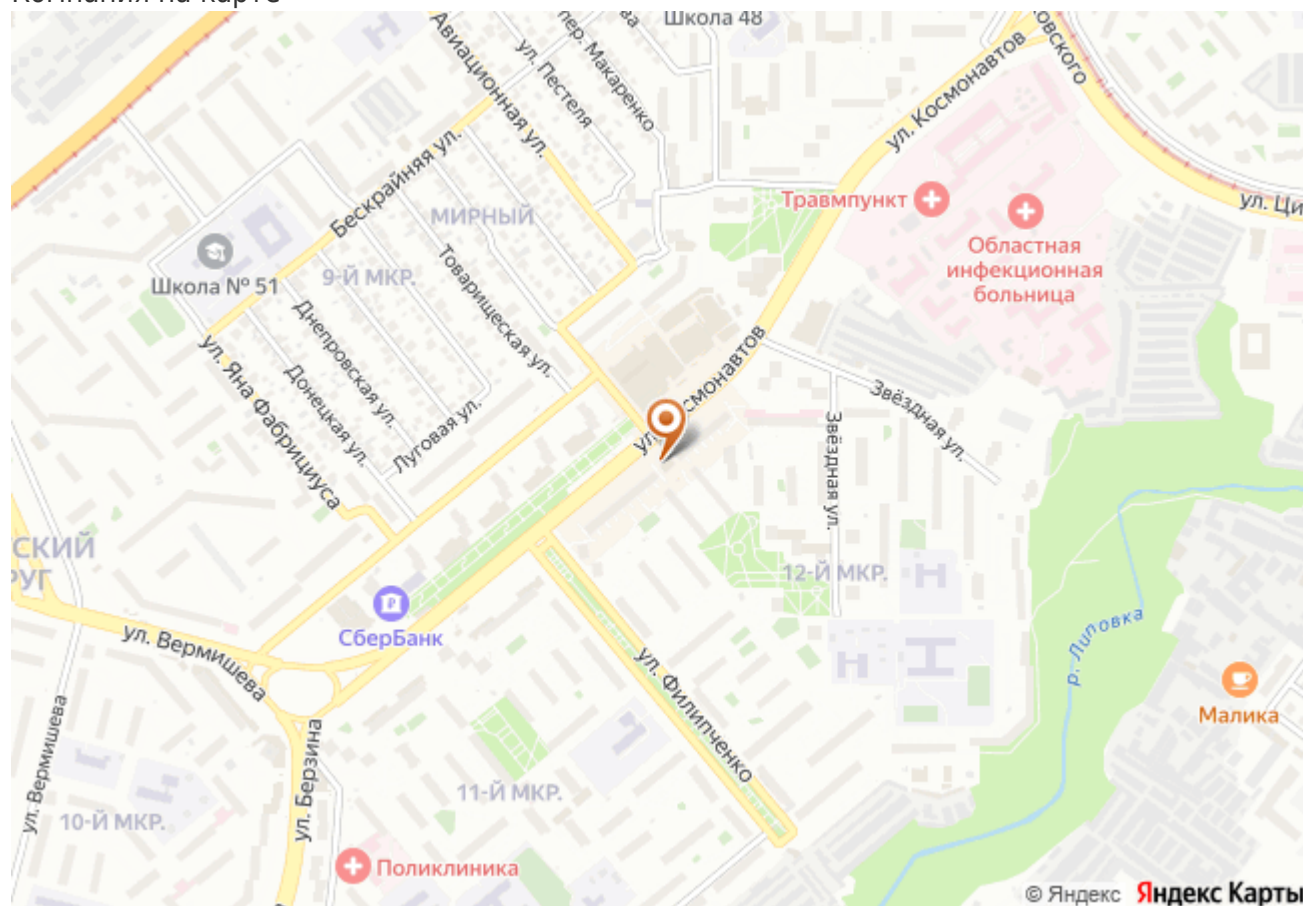 Компания на карте
Школа 48
Авиационная ул.
ул. Пестеля
пер. Макаренко
ул. Космонавтов
Травмпункт
Областная
инфекционная
больница
Бескрайняя ул.
МИРНЫЙ
Школа № 51
9-Й МКР.
Товарищеская ул.
Днепровская ул.
Донецкая ул.
Луговая ул.
ул. Яна Фабрициуса
Звёздная ул.
Звёздная ул.
12-Й МКР.
СберБанк
ул. Вермишева
ул. Вермишева
ул. Берзина
ул. Филипченко
р. Липовка
Малика
11-Й МКР.
10-Й МКР.
Поликлиника
© Яндекс Яндекс Карты